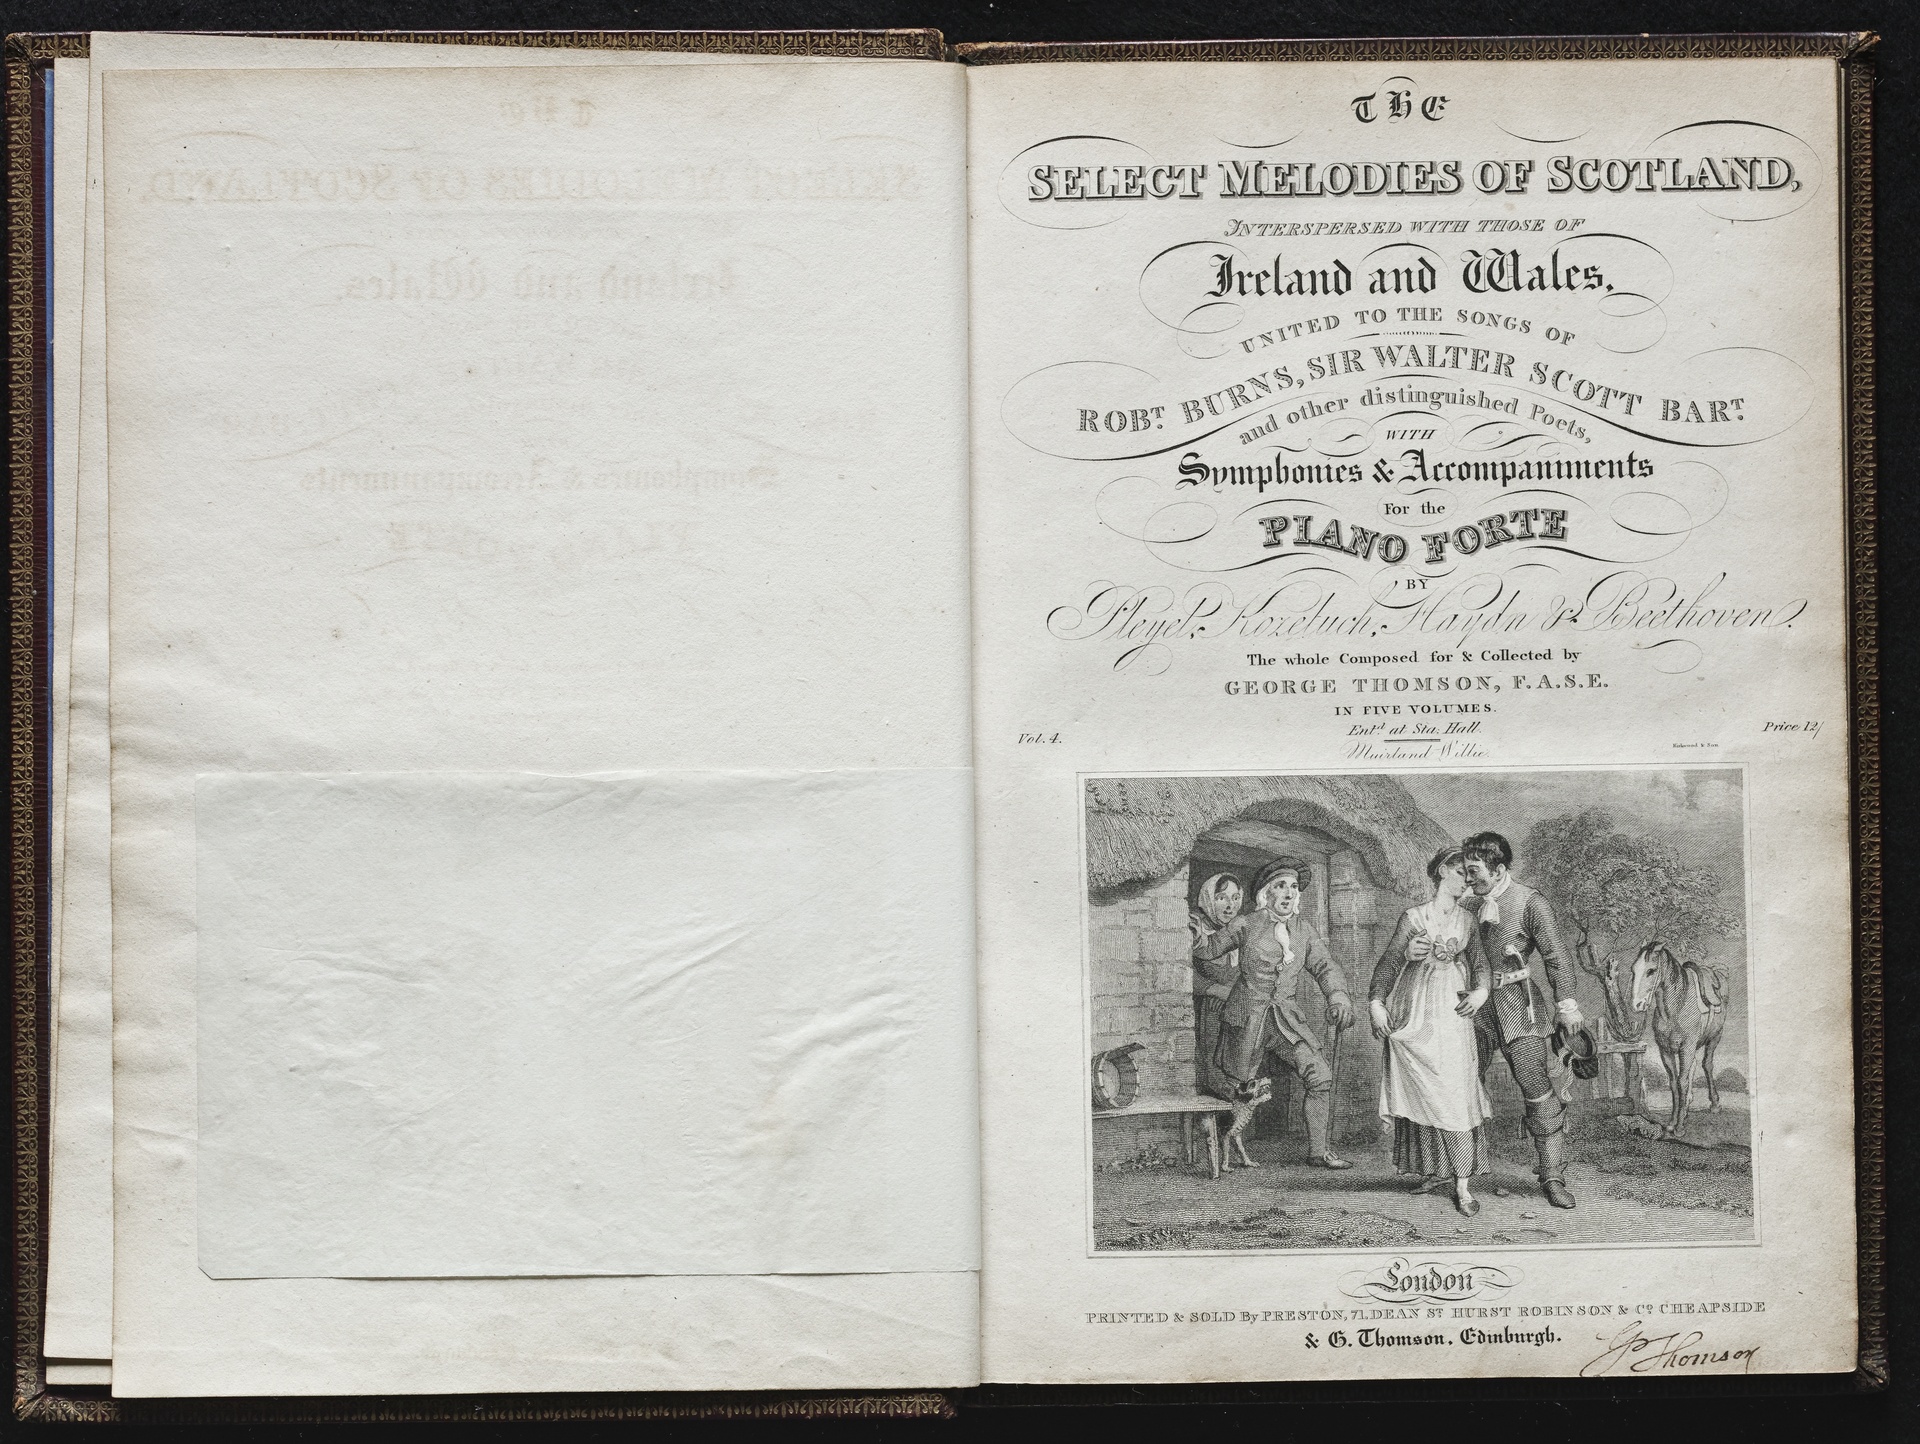 THE
SELECT MELODIES OF SCOTLAND,
INTERSPERSED WITH THOSE OF
Ireland and Wales.
UNITED TO THE SONGS OF
ROBT. BURNS, SIR WALTER SCOTT BART.
and other distinguished Poets,
WITH
Symphonies & Accompaniments
For the
PIANO FORTE
BY
Pleyel, Kozeluch, Haydn & Beethoven.
The whole Composed for & Collected by
GEORGE THOMSON, F.A.S.E.
IN FIVE VOLUMES.
Entd. at Sta. Hall.
Vol. 4.
Price 12/
Muirland Willie
Kirkwood & Son
London
PRINTED & SOLD By PRESTON, 71, DEAN ST. HURST ROBINSON & Co. CHEAPSIDE
& G. Thomson. Edinburgh.
G Thomson